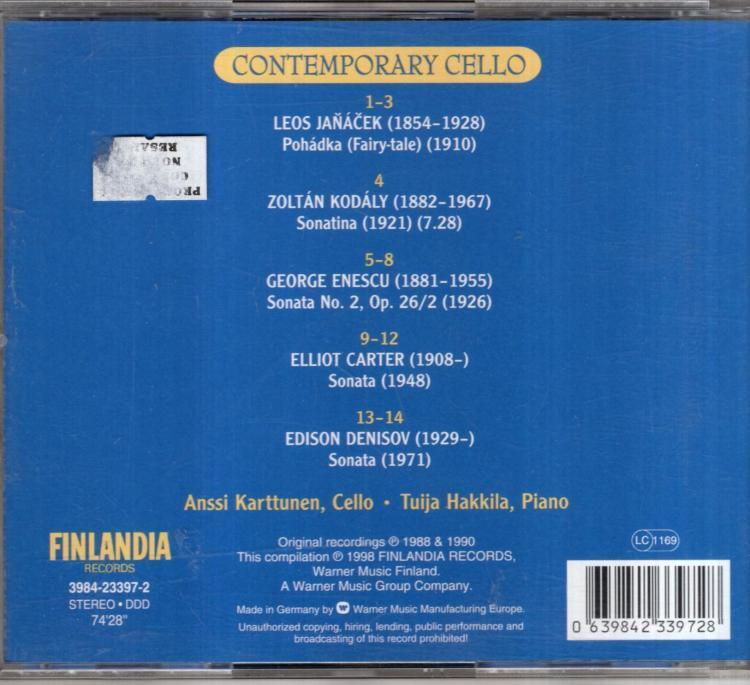 CONTEMPORARY CELLO
1-3
LEOS JAÑÁČEK (1854-1928)
Pohádka (Fairy-tale) (1910)
4
ZOLTÁN KODÁLY (1882-1967)
Sonatina (1921) (7.28)
5-8
GEORGE ENESCU (1881-1955)
Sonata No. 2, Op. 26/2 (1926)
9-12
ELLIOT CARTER (1908-)
Sonata (1948)
13-14
EDISON DENISOV (1929-)
Sonata (1971)
Anssi Karttunen, Cello • Tuija Hakkila, Piano
FINLANDIA
RECORDS
3984-23397-2
STEREO • DDD
74'28"
Original recordings ℗ 1988 & 1990
This compilation ℗ 1998 FINLANDIA RECORDS,
Warner Music Finland.
A Warner Music Group Company.
Made in Germany by Warner Music Manufacturing Europe.
Unauthorized copying, hiring, lending, public performance and
broadcasting of this record prohibited!
LC 1169
0 639842 339728